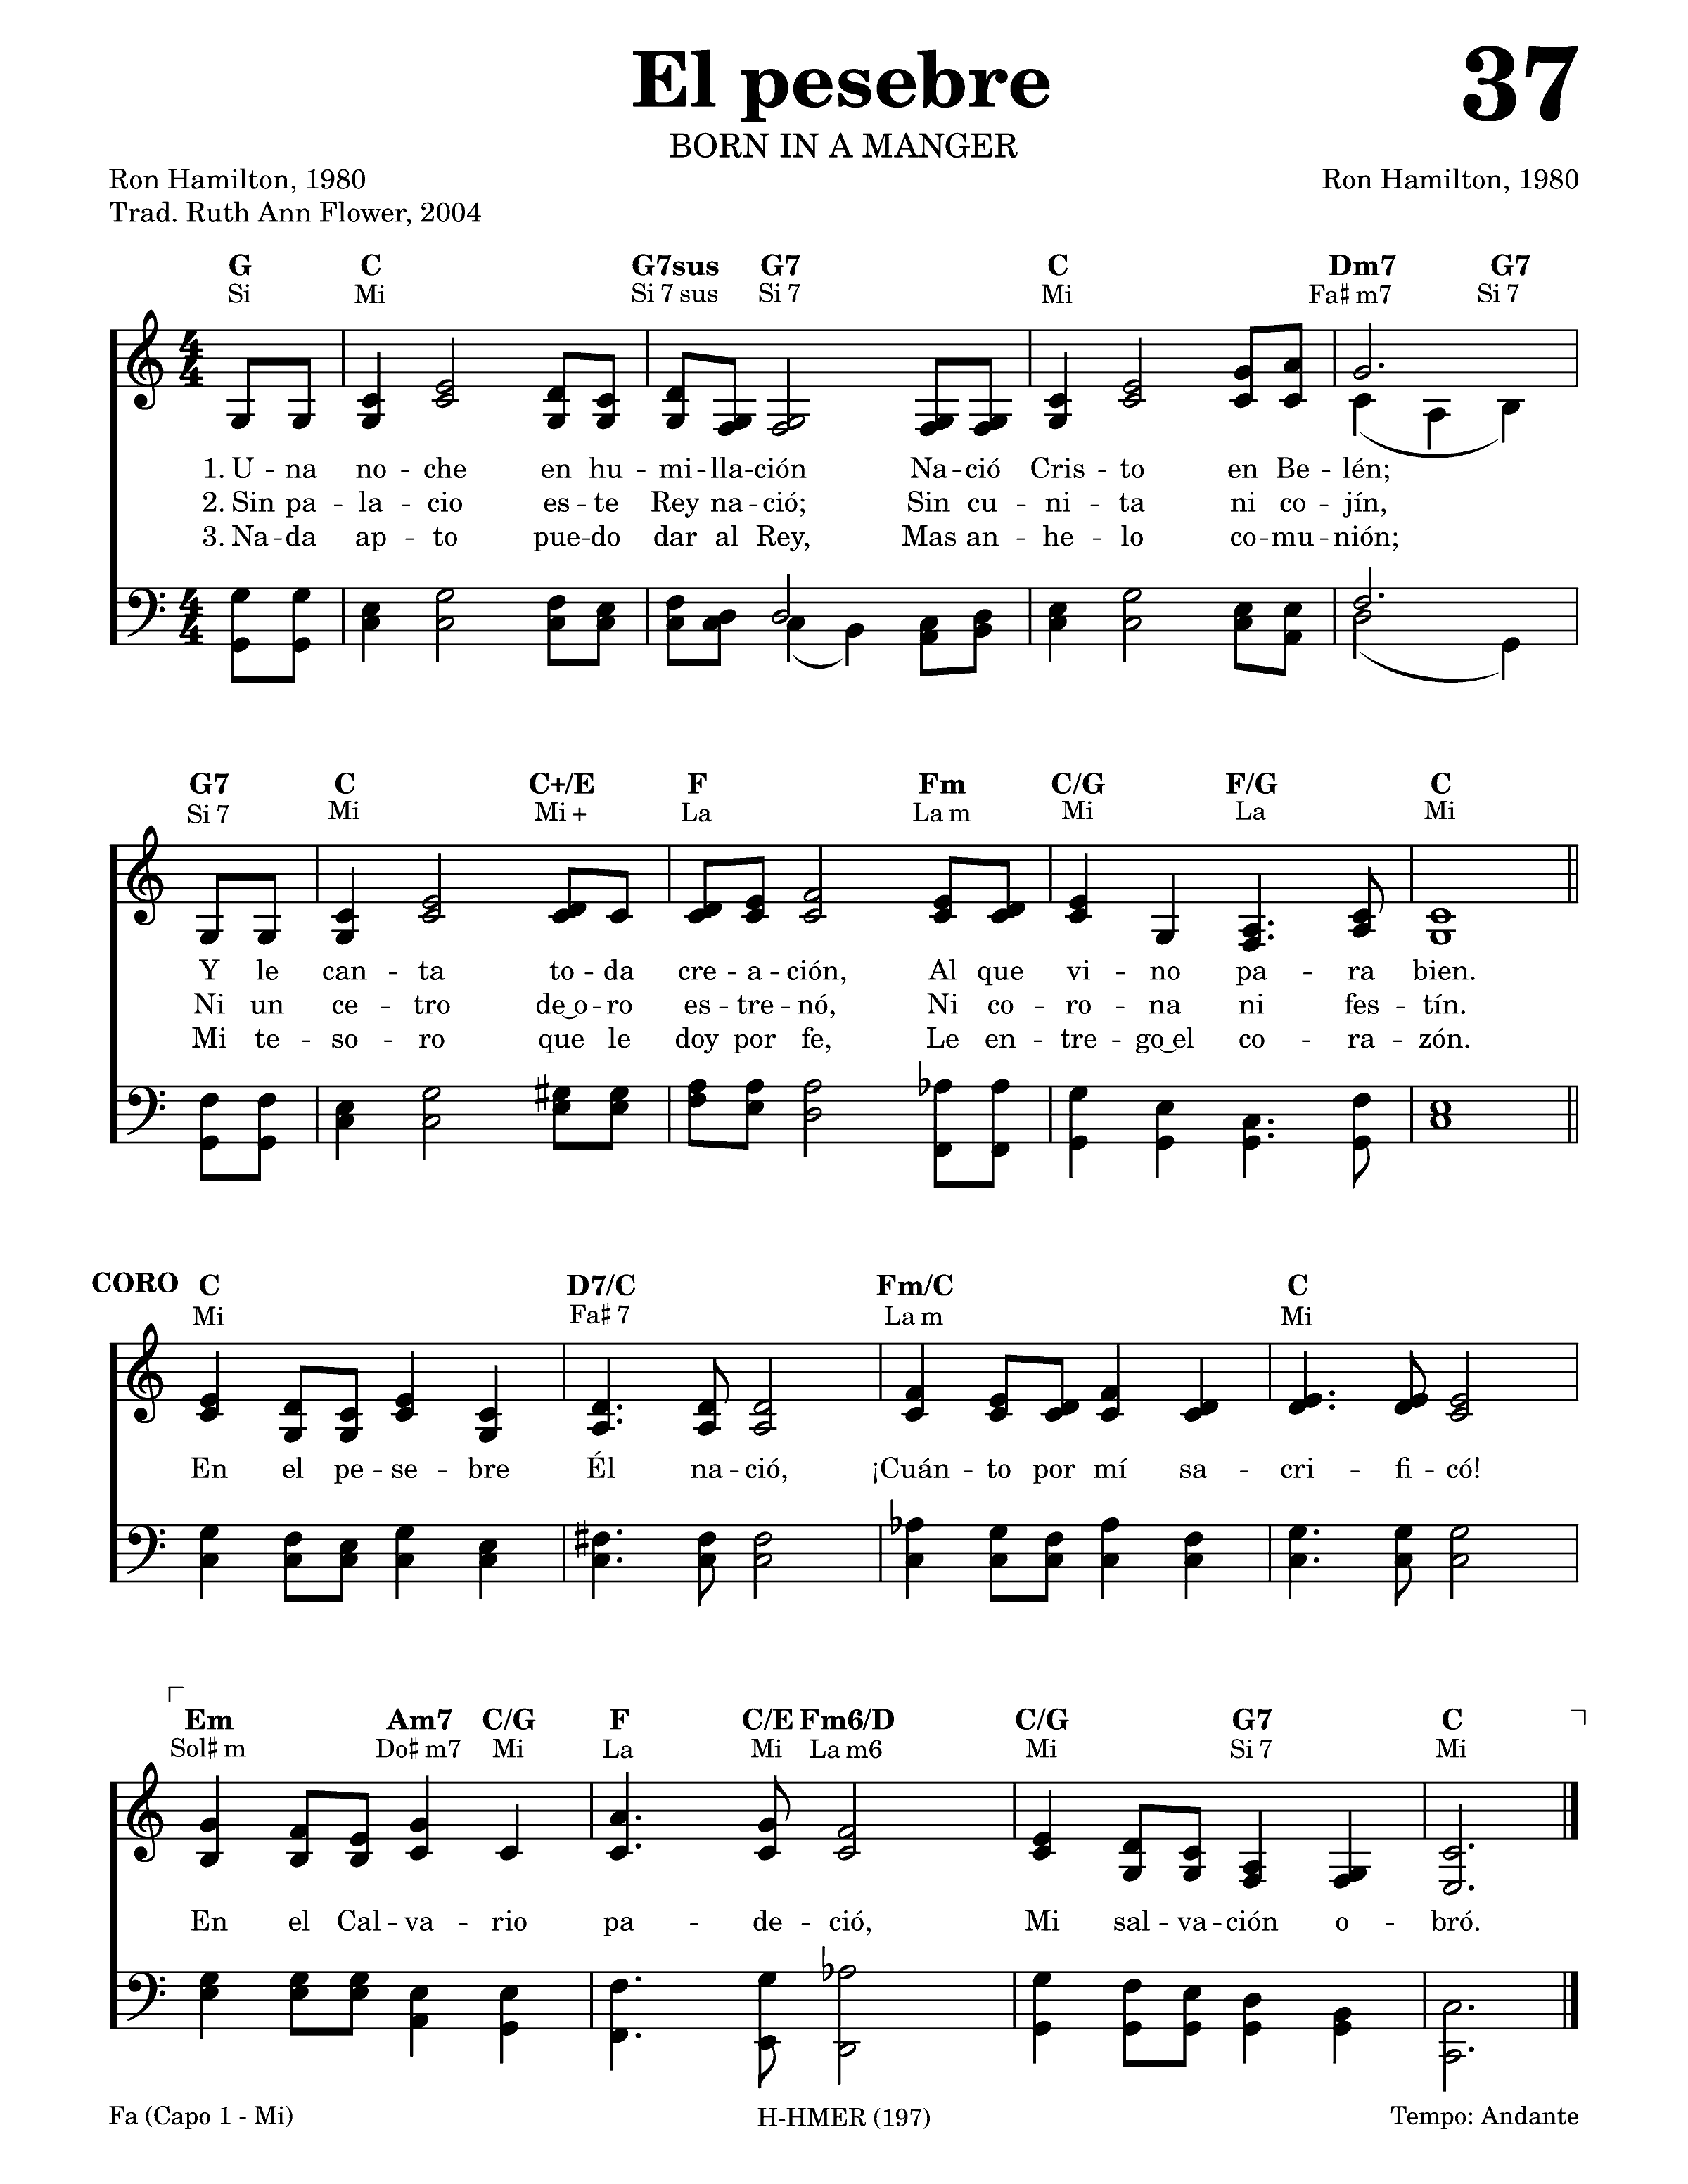 El pesebre
37
BORN IN A MANGER
Ron Hamilton, 1980
Ron Hamilton, 1980
Trad. Ruth Ann Flower, 2004
G C G7sus G7 C Dm7 G7
Si Mi Si 7 sus Si 7 Mi Fa♯ m7 Si 7
1. U -- na no -- che en hu -- mi -- lla -- ción Na -- ció Cris -- to en Be -- lén;
2. Sin pa -- la -- cio es -- te Rey na -- ció; Sin cu -- ni -- ta ni co -- jín,
3. Na -- da ap -- to pue -- do dar al Rey, Mas an -- he -- lo co -- mu -- nión;
G7 C C+/E F Fm C/G F/G C
Si 7 Mi Mi + La La m Mi La Mi
Y le can -- ta to -- da cre -- a -- ción, Al que vi -- no pa -- ra bien.
Ni un ce -- tro de‿o -- ro es -- tre -- nó, Ni co -- ro -- na ni fes -- tín.
Mi te -- so -- ro que le doy por fe, Le en -- tre -- go‿el co -- ra -- zón.
CORO C D7/C Fm/C C
Mi Fa♯ 7 La m Mi
En el pe -- se -- bre Él na -- ció, ¡Cuán -- to por mí sa -- cri -- fi -- có!
Em Am7 C/G F C/E Fm6/D C/G G7 C
Sol♯ m Do♯ m7 Mi La Mi La m6 Mi Si 7 Mi
En el Cal -- va -- rio pa -- de -- ció, Mi sal -- va -- ción o -- bró.
Fa (Capo 1 - Mi)
H-HMER (197)
Tempo: Andante